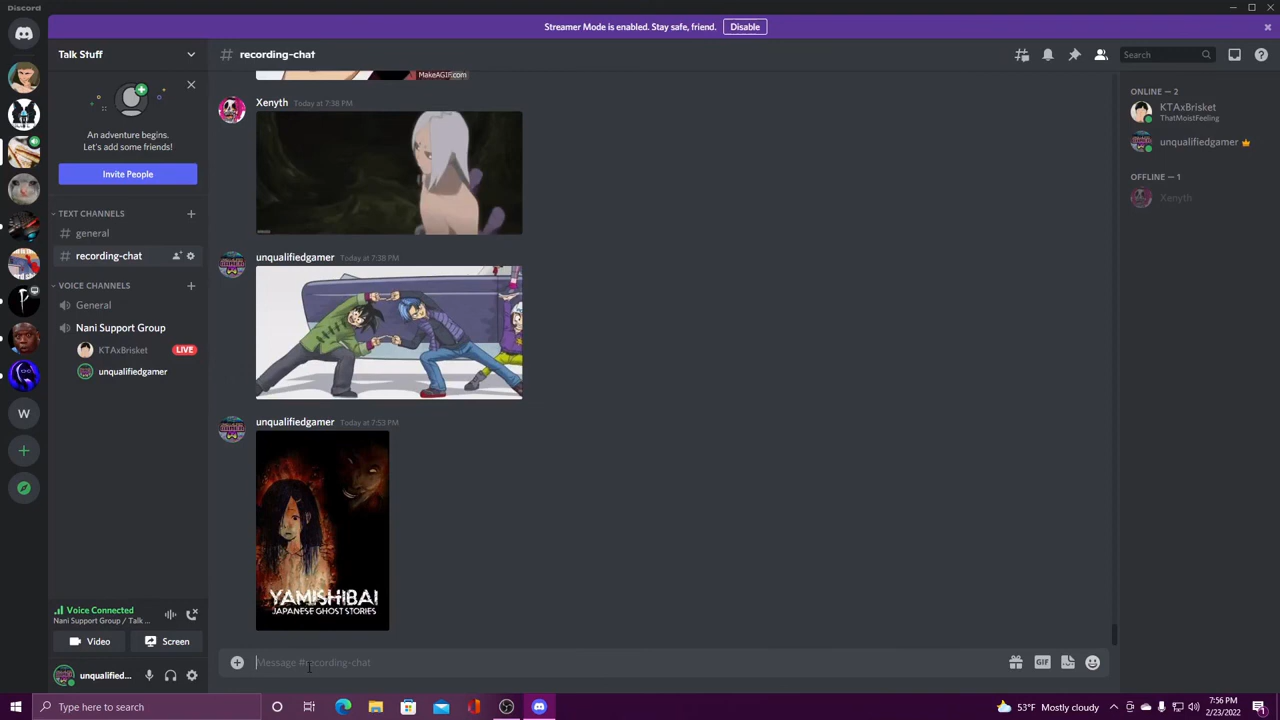 Discord
Streamer Mode is enabled. Stay safe, friend.
Disable
Talk Stuff
recording-chat
Search
An adventure begins.
Let's add some friends!
Invite People
TEXT CHANNELS
general
recording-chat
VOICE CHANNELS
General
Nani Support Group
KTAxBrisket
LIVE
unqualifiedgamer
W
MakeAGIF.com
Xenyth Today at 7:38 PM
unqualifiedgamer Today at 7:38 PM
unqualifiedgamer Today at 7:53 PM
YAMISHIBAI
JAPANESE GHOST STORIES
ONLINE — 2
KTAxBrisket
ThatMoistFeeling
unqualifiedgamer
OFFLINE — 1
Xenyth
Voice Connected
Nani Support Group / Talk ...
Video
Screen
unqualified...
Message #recording-chat
GIF
Type here to search
53°F Mostly cloudy
7:56 PM
2/23/2022